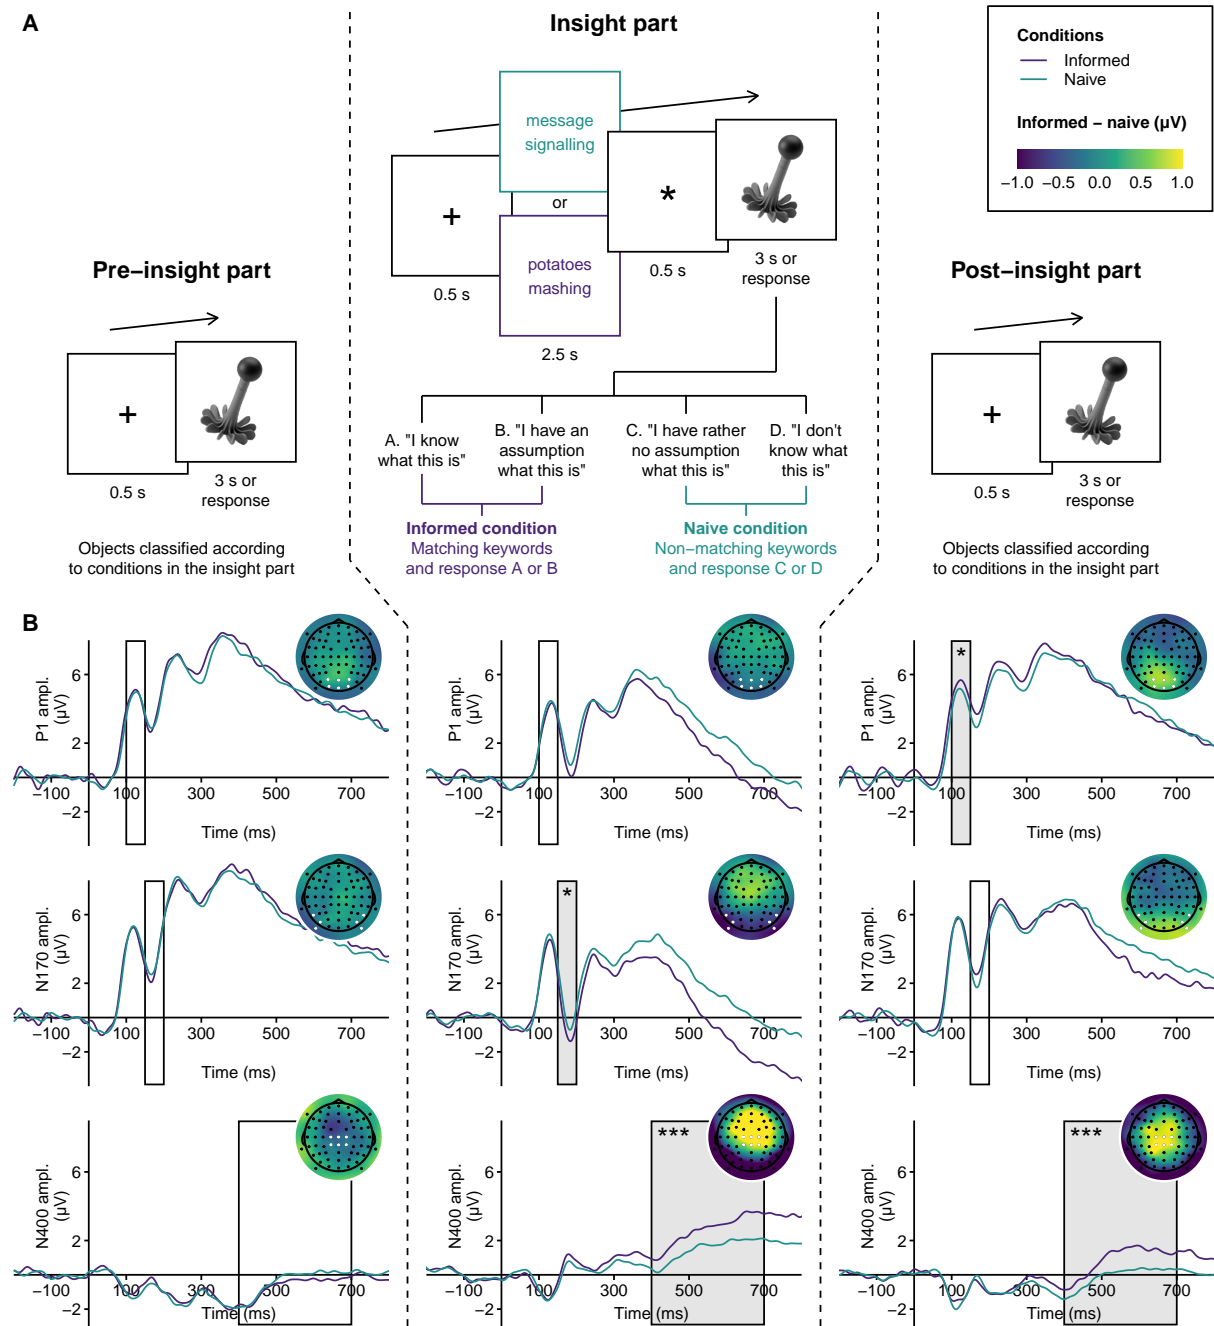 A
Insight part
Conditions
Informed
Naive
Informed − naive (µV)
−1.0 −0.5 0.0 0.5 1.0
message
signalling
or
+
*
potatoes
mashing
0.5 s
0.5 s
3 s or
response
2.5 s
Pre−insight part
+
0.5 s
3 s or
response
Objects classified according
to conditions in the insight part
A. "I know
what this is"
B. "I have an
assumption
what this is"
C. "I have rather
no assumption
what this is"
D. "I don't
know what
this is"
Informed condition
Matching keywords
and response A or B
Naive condition
Non−matching keywords
and response C or D
Post−insight part
+
0.5 s
3 s or
response
Objects classified according
to conditions in the insight part
B
P1 ampl.
(µV)
6
2
−2
−100 100 300 500 700
Time (ms)
P1 ampl.
(µV)
6
2
−2
−100 100 300 500 700
Time (ms)
P1 ampl.
(µV)
6
2
−2
*
−100 100 300 500 700
Time (ms)
N170 ampl.
(µV)
6
2
−2
−100 100 300 500 700
Time (ms)
N170 ampl.
(µV)
6
2
−2
*
−100 100 300 500 700
Time (ms)
N170 ampl.
(µV)
6
2
−2
−100 100 300 500 700
Time (ms)
N400 ampl.
(µV)
6
2
−2
−100 100 300 500 700
Time (ms)
N400 ampl.
(µV)
6
2
−2
***
−100 100 300 500 700
Time (ms)
N400 ampl.
(µV)
6
2
−2
***
−100 100 300 500 700
Time (ms)